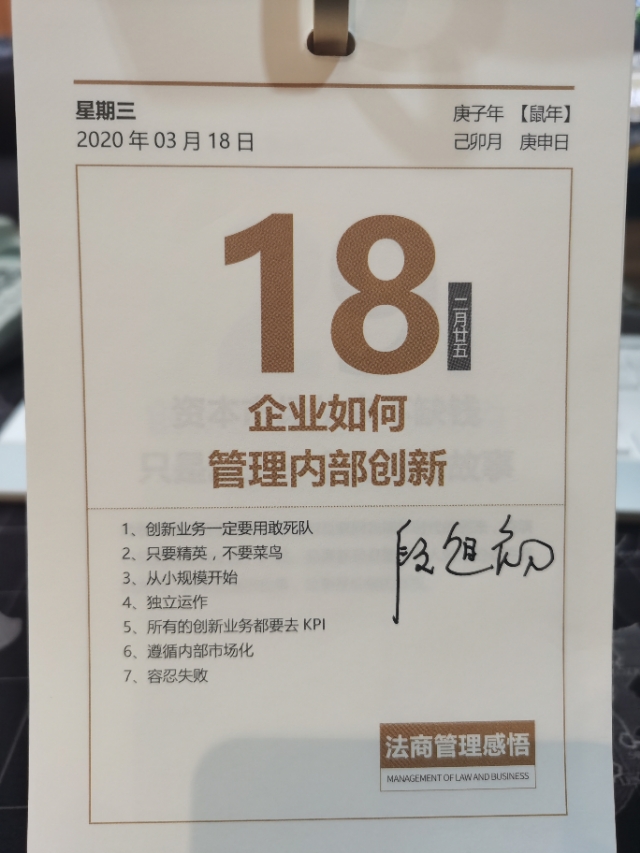 星期三
庚子年 【鼠年】
2020 年 03 月 18 日
己卯月 庚申日
18
二月廿五
企业如何
管理内部创新
1、创新业务一定要用敢死队
2、只要精英，不要菜鸟
3、从小规模开始
4、独立运作
5、所有的创新业务都要去 KPI
6、遵循内部市场化
7、容忍失败
段旭初
法商管理感悟
MANAGEMENT OF LAW AND BUSINESS